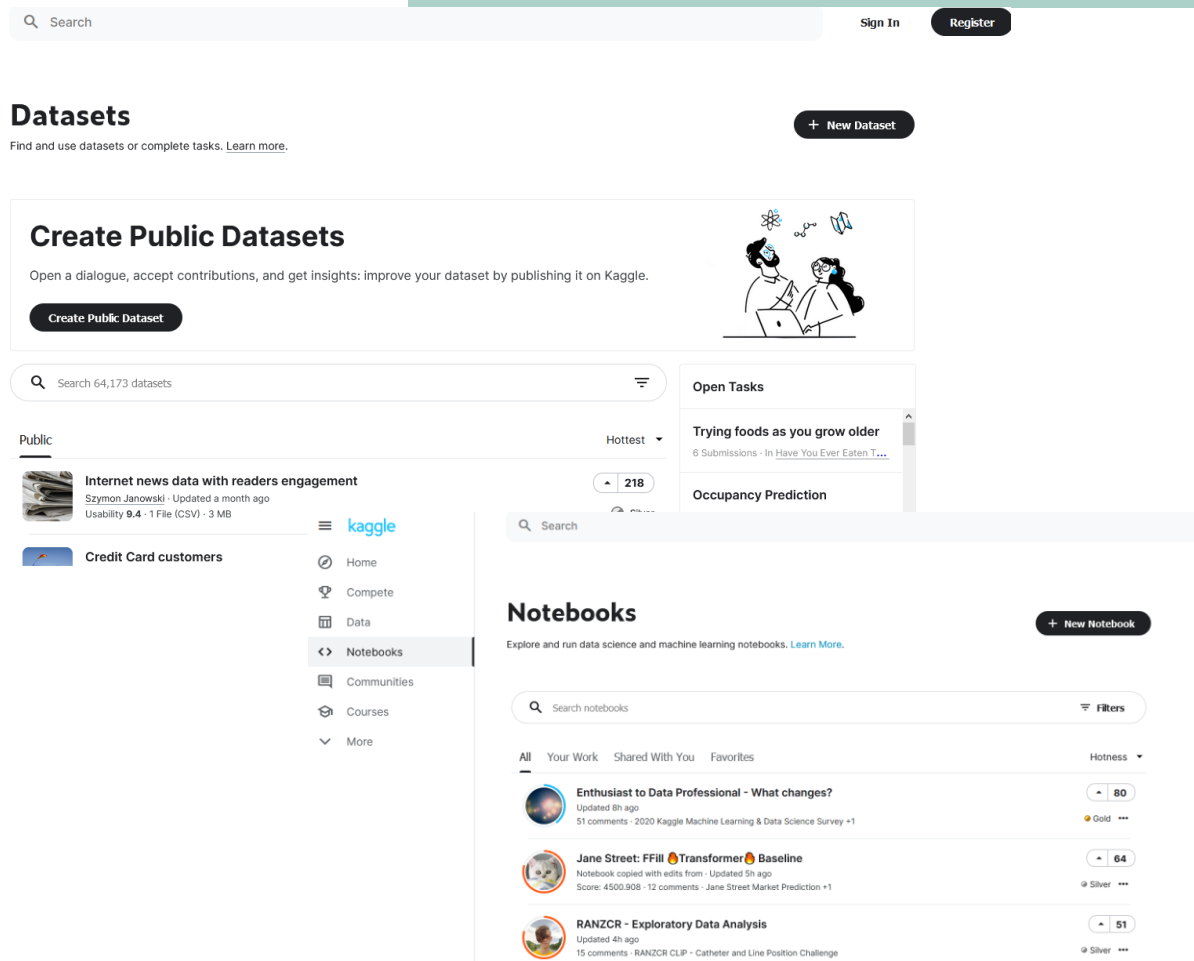 Search
Sign In
Register
Datasets
+ New Dataset
Find and use datasets or complete tasks. Learn more.
Create Public Datasets
Open a dialogue, accept contributions, and get insights: improve your dataset by publishing it on Kaggle.
Create Public Dataset
Search 64,173 datasets
Open Tasks
Public
Hottest
Trying foods as you grow older
6 Submissions · In Have You Ever Eaten T...
Internet news data with readers engagement
218
Szymon Janowski · Updated a month ago
Usability 9.4 · 1 File (CSV) · 3 MB
Silver
Occupancy Prediction
Credit Card customers
kaggle
Home
Compete
Data
Notebooks
Communities
Courses
More
Search
Notebooks
+ New Notebook
Explore and run data science and machine learning notebooks. Learn More.
Search notebooks
Filters
All Your Work Shared With You Favorites
Hotness
Enthusiast to Data Professional - What changes?
80
Updated 8h ago
51 comments · 2020 Kaggle Machine Learning & Data Science Survey +1
Gold •••
Jane Street: FFill 🔥Transformer🔥 Baseline
64
Notebook copied with edits from · Updated 5h ago
Score: 4500.908 · 12 comments · Jane Street Market Prediction +1
Silver •••
RANZCR - Exploratory Data Analysis
51
Updated 4h ago
15 comments · RANZCR CLiP - Catheter and Line Position Challenge
Silver •••